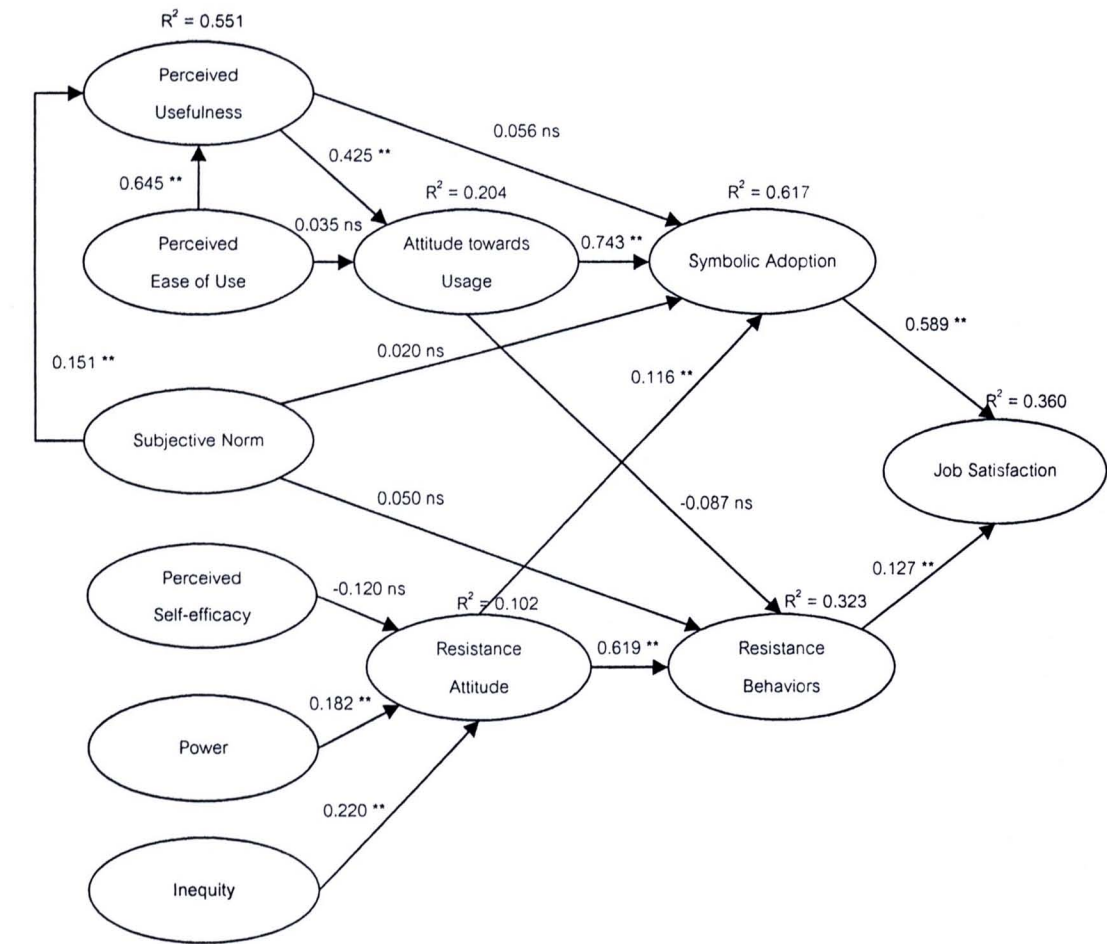 R² = 0.551
Perceived
Usefulness
0.056 ns
0.425 **
0.645 **
R² = 0.204
R² = 0.617
0.035 ns
Perceived
Ease of Use
Attitude towards
Usage
0.743 **
Symbolic Adoption
0.151 **
0.020 ns
0.116 **
0.589 **
R² = 0.360
Subjective Norm
Job Satisfaction
0.050 ns
-0.087 ns
0.127 **
Perceived
Self-efficacy
-0.120 ns
R² = 0.102
R² = 0.323
Resistance
Attitude
0.619 **
Resistance
Behaviors
0.182 **
Power
0.220 **
Inequity